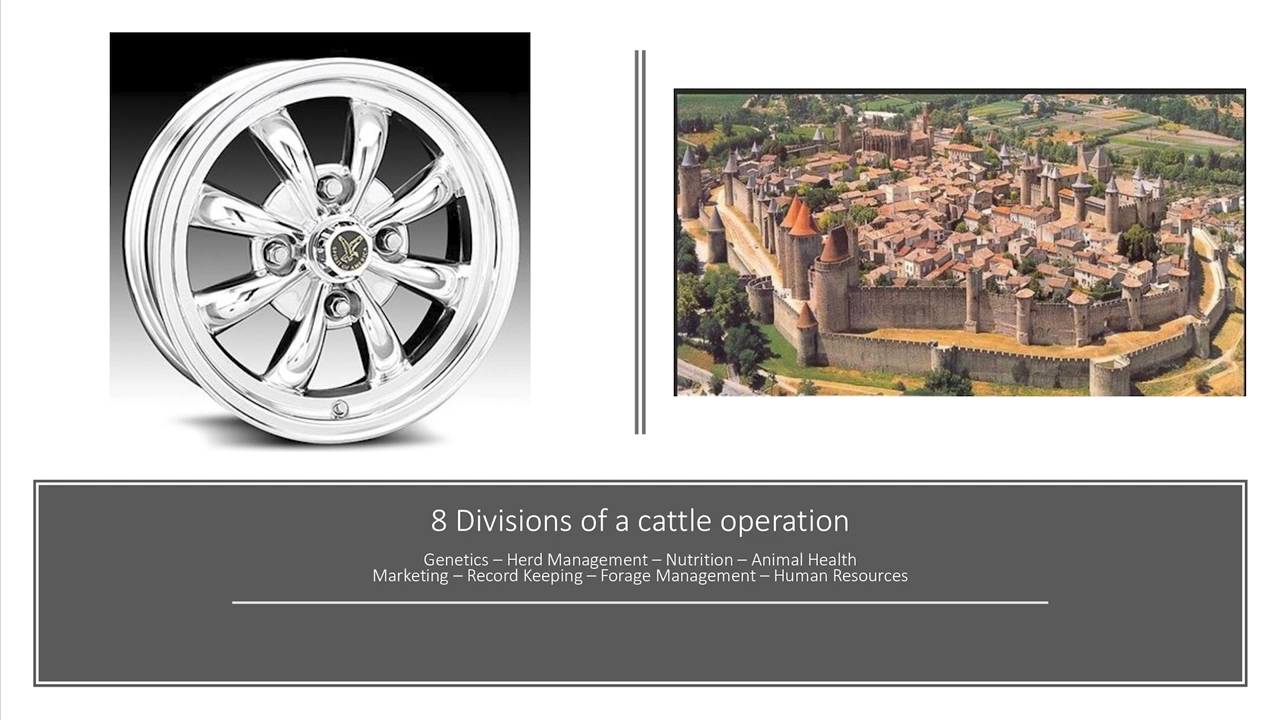 8 Divisions of a cattle operation
Genetics – Herd Management – Nutrition – Animal Health
Marketing – Record Keeping – Forage Management – Human Resources